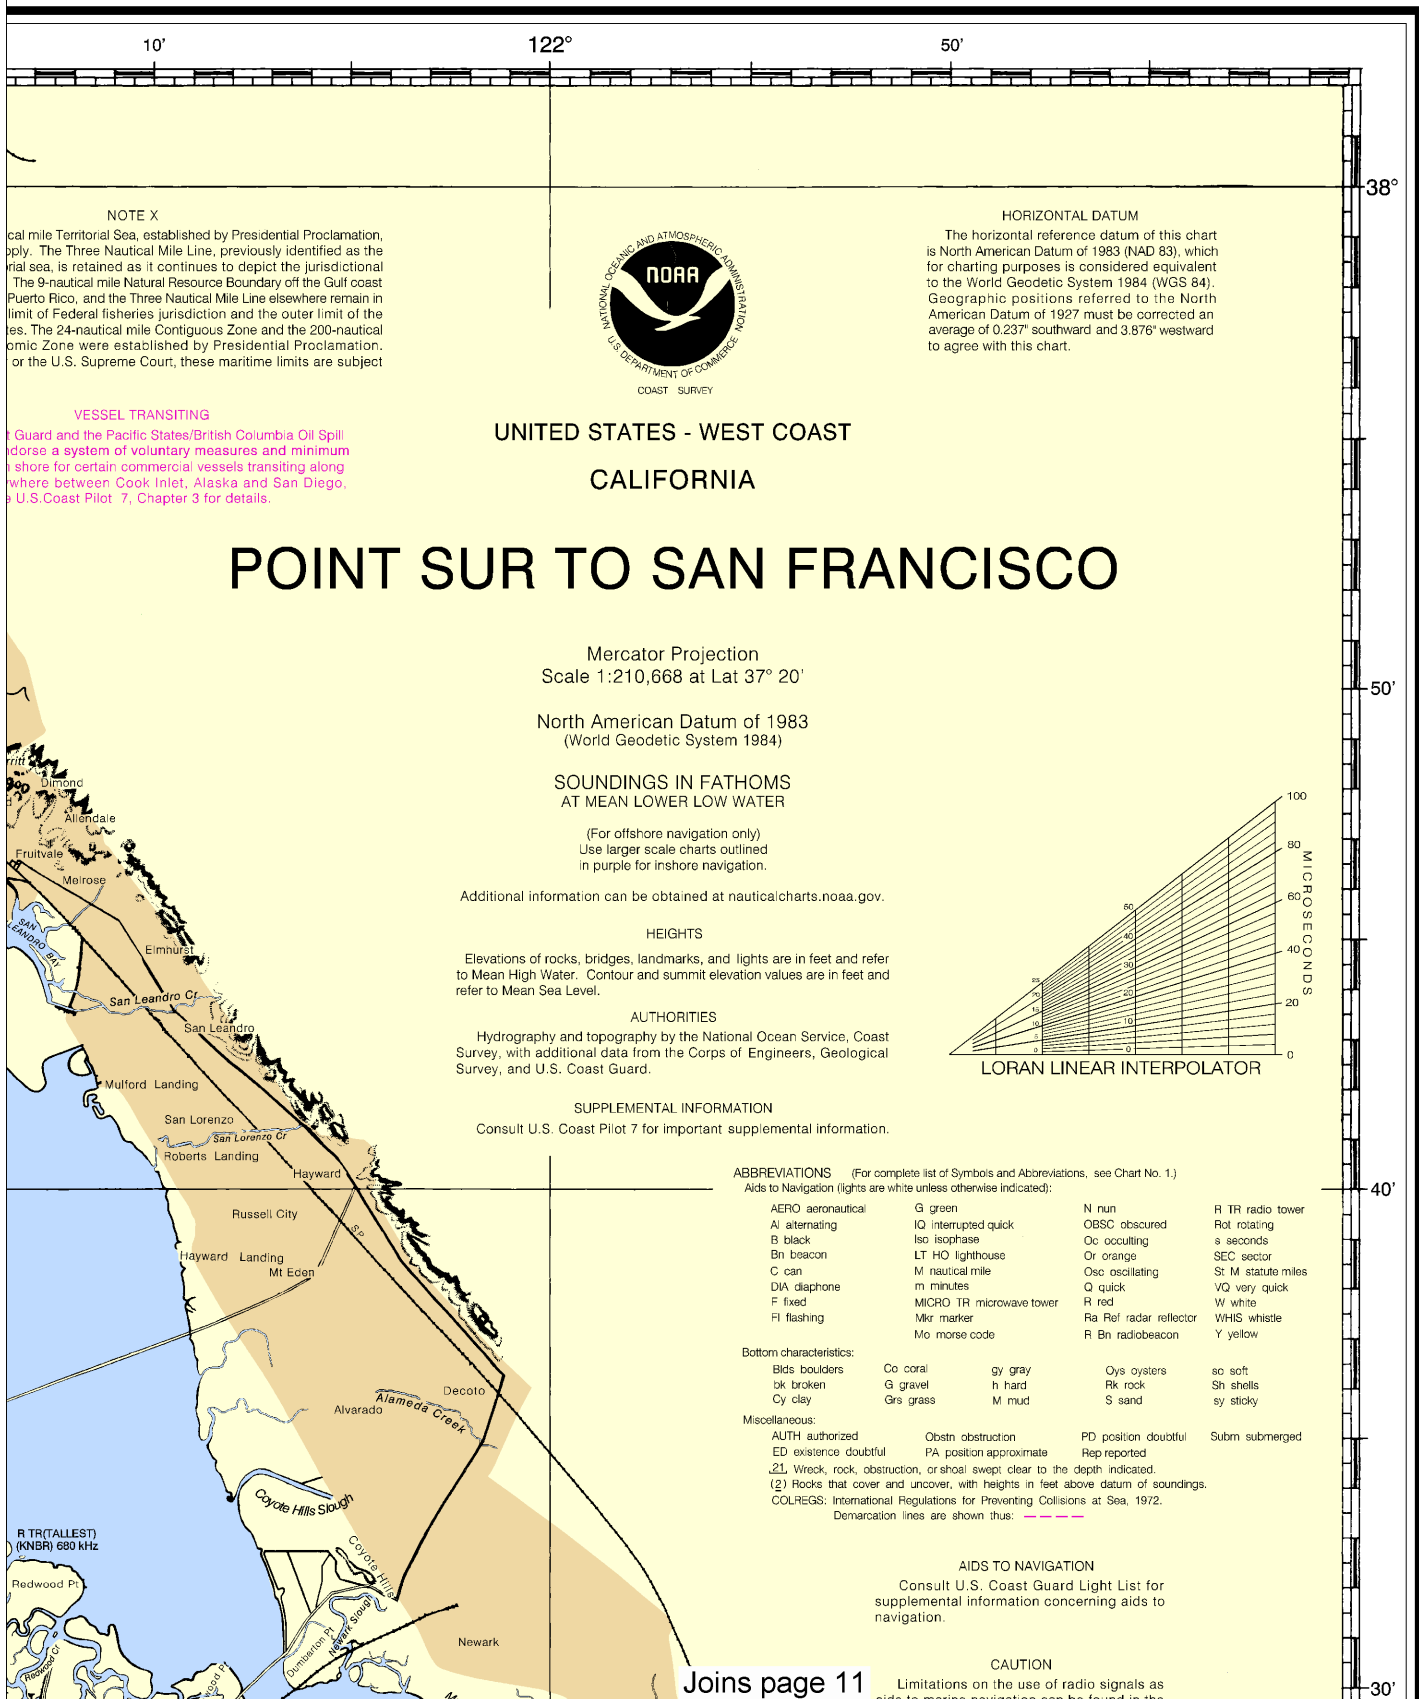 10'
122°
50'
38°
NOTE X
cal mile Territorial Sea, established by Presidential Proclamation,
pply. The Three Nautical Mile Line, previously identified as the
rial sea, is retained as it continues to depict the jurisdictional
The 9-nautical mile Natural Resource Boundary off the Gulf coast
Puerto Rico, and the Three Nautical Mile Line elsewhere remain in
limit of Federal fisheries jurisdiction and the outer limit of the
tes. The 24-nautical mile Contiguous Zone and the 200-nautical
omic Zone were established by Presidential Proclamation.
or the U.S. Supreme Court, these maritime limits are subject
VESSEL TRANSITING
t Guard and the Pacific States/British Columbia Oil Spill
ndorse a system of voluntary measures and minimum
n shore for certain commercial vessels transiting along
ywhere between Cook Inlet, Alaska and San Diego,
e U.S.Coast Pilot 7, Chapter 3 for details.
NATIONAL OCEANIC AND ATMOSPHERIC ADMINISTRATION
NOAA
U.S. DEPARTMENT OF COMMERCE
COAST SURVEY
HORIZONTAL DATUM
The horizontal reference datum of this chart
is North American Datum of 1983 (NAD 83), which
for charting purposes is considered equivalent
to the World Geodetic System 1984 (WGS 84).
Geographic positions referred to the North
American Datum of 1927 must be corrected an
average of 0.237" southward and 3.876" westward
to agree with this chart.
UNITED STATES - WEST COAST
CALIFORNIA
POINT SUR TO SAN FRANCISCO
Mercator Projection
Scale 1:210,668 at Lat 37° 20'
North American Datum of 1983
(World Geodetic System 1984)
SOUNDINGS IN FATHOMS
AT MEAN LOWER LOW WATER
(For offshore navigation only)
Use larger scale charts outlined
in purple for inshore navigation.
Additional information can be obtained at nauticalcharts.noaa.gov.
HEIGHTS
Elevations of rocks, bridges, landmarks, and lights are in feet and refer
to Mean High Water. Contour and summit elevation values are in feet and
refer to Mean Sea Level.
AUTHORITIES
Hydrography and topography by the National Ocean Service, Coast
Survey, with additional data from the Corps of Engineers, Geological
Survey, and U.S. Coast Guard.
SUPPLEMENTAL INFORMATION
Consult U.S. Coast Pilot 7 for important supplemental information.
50'
100
80
60
40
20
0
MICROSECONDS
50
40
30
20
10
0
25
20
15
10
5
0
LORAN LINEAR INTERPOLATOR
rritt
Dimond
900
Allendale
Fruitvale
Melrose
SAN
LEANDRO
BAY
Elmhurst
San Leandro Cr
San Leandro
Mulford Landing
San Lorenzo
San Lorenzo Cr
Roberts Landing
Hayward
Russell City
S P
Hayward Landing
Mt Eden
Decoto
Alameda Creek
Alvarado
Coyote Hills Slough
R TR(TALLEST)
(KNBR) 680 kHz
Coyote Hills
Redwood Pt
Newark Slough
Dumbarton Pt
Redwood Cr
wood Pt
Newark
40'
ABBREVIATIONS (For complete list of Symbols and Abbreviations, see Chart No. 1.)
Aids to Navigation (lights are white unless otherwise indicated):
AERO aeronautical G green N nun R TR radio tower
Al alternating IQ interrupted quick OBSC obscured Rot rotating
B black Iso isophase Oc occulting s seconds
Bn beacon LT HO lighthouse Or orange SEC sector
C can M nautical mile Osc oscillating St M statute miles
DIA diaphone m minutes Q quick VQ very quick
F fixed MICRO TR microwave tower R red W white
Fl flashing Mkr marker Ra Ref radar reflector WHIS whistle
Mo morse code R Bn radiobeacon Y yellow
Bottom characteristics:
Blds boulders Co coral gy gray Oys oysters so soft
bk broken G gravel h hard Rk rock Sh shells
Cy clay Grs grass M mud S sand sy sticky
Miscellaneous:
AUTH authorized Obstn obstruction PD position doubtful Subm submerged
ED existence doubtful PA position approximate Rep reported
21, Wreck, rock, obstruction, or shoal swept clear to the depth indicated.
(2) Rocks that cover and uncover, with heights in feet above datum of soundings.
COLREGS: International Regulations for Preventing Collisions at Sea, 1972.
Demarcation lines are shown thus:
AIDS TO NAVIGATION
Consult U.S. Coast Guard Light List for
supplemental information concerning aids to
navigation.
CAUTION
Limitations on the use of radio signals as
aids to marine navigation can be found in the
Joins page 11
30'